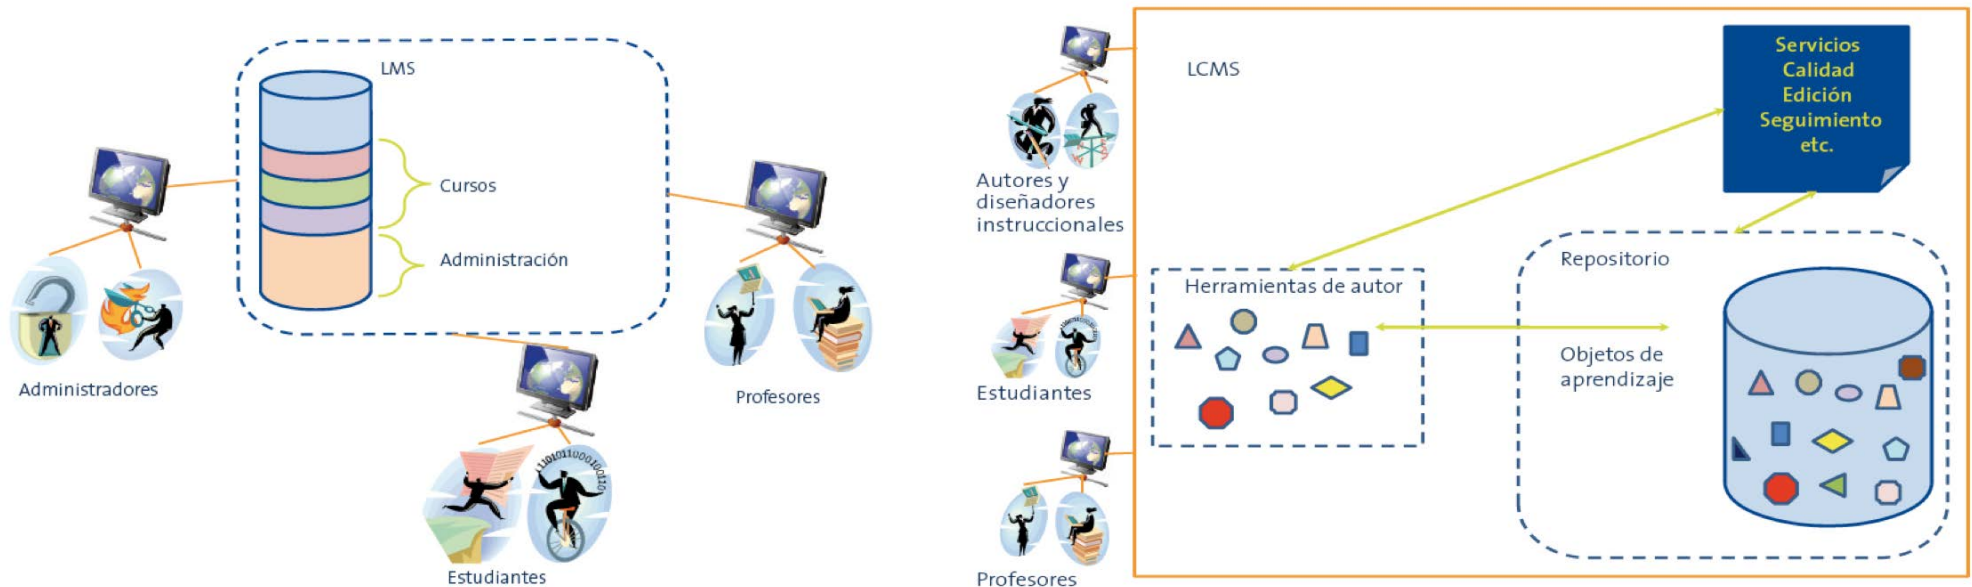 LMS
Cursos
Administración
Administradores
Profesores
110101100010011
Estudiantes
LCMS
Servicios
Calidad
Edición
Seguimiento
etc.
Autores y
diseñadores
instruccionales
Estudiantes
Profesores
Herramientas de autor
Repositorio
Objetos de
aprendizaje